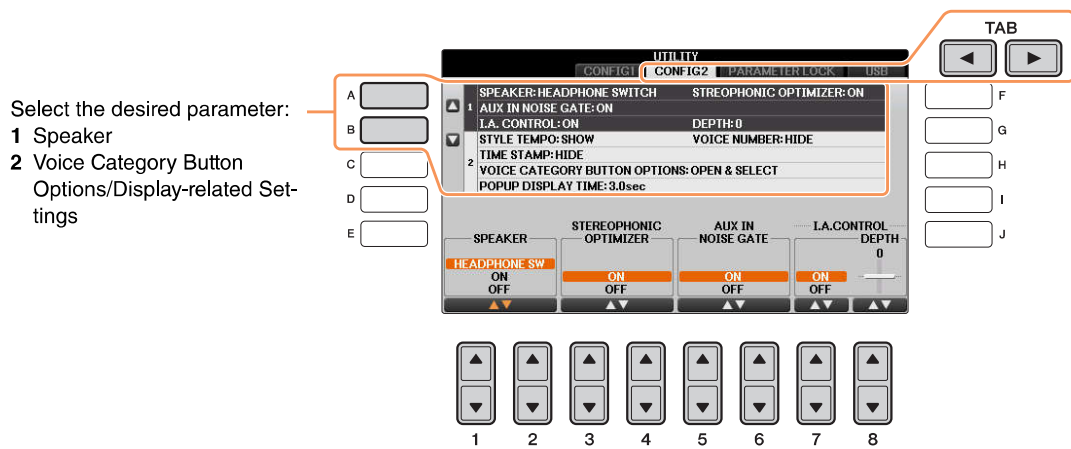 TAB
UTILITY
CONFIG1 CONFIG2 PARAMETER LOCK USB
Select the desired parameter:
1 Speaker
2 Voice Category Button
Options/Display-related Set-
tings
A
B
C
D
E
1 SPEAKER: HEADPHONE SWITCH STREOPHONIC OPTIMIZER: ON
AUX IN NOISE GATE: ON
I.A. CONTROL: ON DEPTH: 0
2 STYLE TEMPO: SHOW VOICE NUMBER: HIDE
TIME STAMP: HIDE
VOICE CATEGORY BUTTON OPTIONS: OPEN & SELECT
POPUP DISPLAY TIME: 3.0sec
F
G
H
I
J
SPEAKER
HEADPHONE SW
ON
OFF
STEREOPHONIC
OPTIMIZER
ON
OFF
AUX IN
NOISE GATE
ON
OFF
I.A.CONTROL
DEPTH
0
ON
OFF
1 2 3 4 5 6 7 8